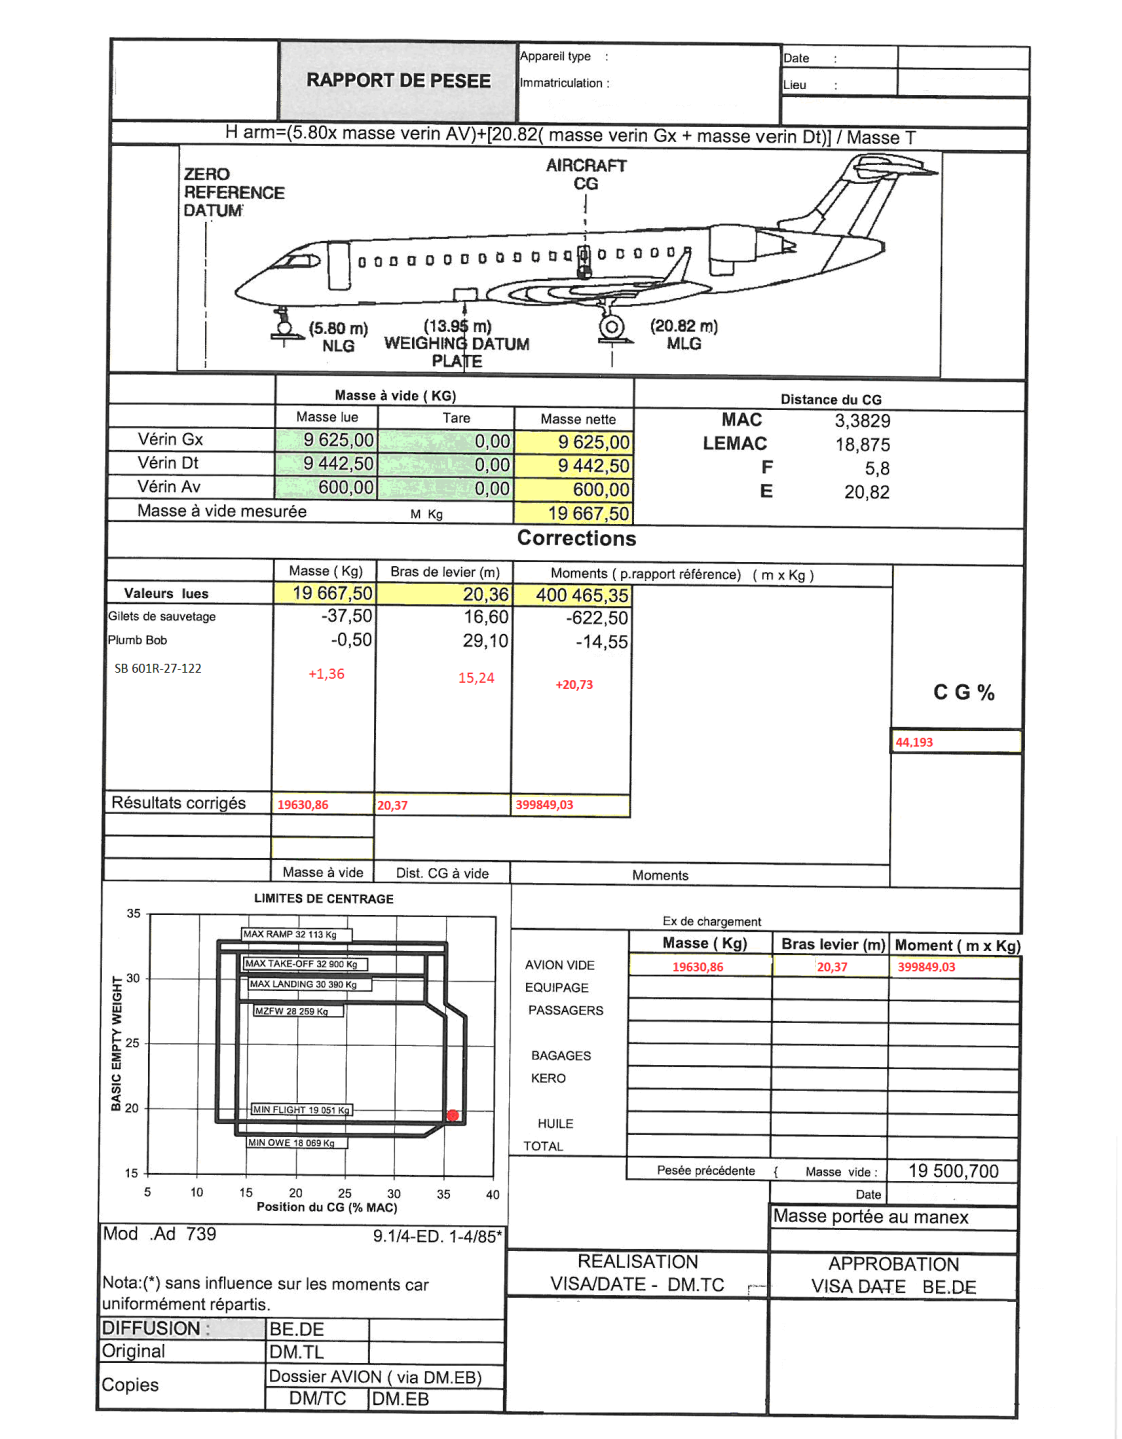 RAPPORT DE PESEE
Appareil type :
Immatriculation :
Date :
Lieu :
H arm=(5.80x masse verin AV)+[20.82( masse verin Gx + masse verin Dt)] / Masse T
ZERO
REFERENCE
DATUM
AIRCRAFT
CG
(5.80 m)
NLG
(13.95 m)
WEIGHING DATUM
PLATE
(20.82 m)
MLG
Masse à vide ( KG)
Masse lue Tare Masse nette
Vérin Gx 9 625,00 0,00 9 625,00
Vérin Dt 9 442,50 0,00 9 442,50
Vérin Av 600,00 0,00 600,00
Masse à vide mesurée M Kg 19 667,50
Distance du CG
MAC 3,3829
LEMAC 18,875
F 5,8
E 20,82
Corrections
Masse ( Kg) Bras de levier (m) Moments ( p.rapport référence) ( m x Kg )
Valeurs lues 19 667,50 20,36 400 465,35
Gilets de sauvetage -37,50 16,60 -622,50
Plumb Bob -0,50 29,10 -14,55
SB 601R-27-122 +1,36 15,24 +20,73
C G %
44,193
Résultats corrigés 19630,86 20,37 399849,03
Masse à vide Dist. CG à vide Moments
LIMITES DE CENTRAGE
35
30
25
20
15
BASIC EMPTY WEIGHT
MAX RAMP 32 113 Kg
MAX TAKE-OFF 32 900 Kg
MAX LANDING 30 390 Kg
MZFW 28 259 Kg
MIN FLIGHT 19 051 Kg
MIN OWE 18 069 Kg
5 10 15 20 25 30 35 40
Position du CG (% MAC)
Ex de chargement
Masse ( Kg) Bras levier (m) Moment ( m x Kg)
AVION VIDE 19630,86 20,37 399849,03
EQUIPAGE
PASSAGERS
BAGAGES
KERO
HUILE
TOTAL
Pesée précédente { Masse vide : 19 500,700
Date
Masse portée au manex
Mod .Ad 739 9.1/4-ED. 1-4/85*
Nota:(*) sans influence sur les moments car
uniformément répartis.
REALISATION
VISA/DATE - DM.TC
APPROBATION
VISA DATE BE.DE
DIFFUSION : BE.DE
Original DM.TL
Copies
Dossier AVION ( via DM.EB)
DM/TC DM.EB